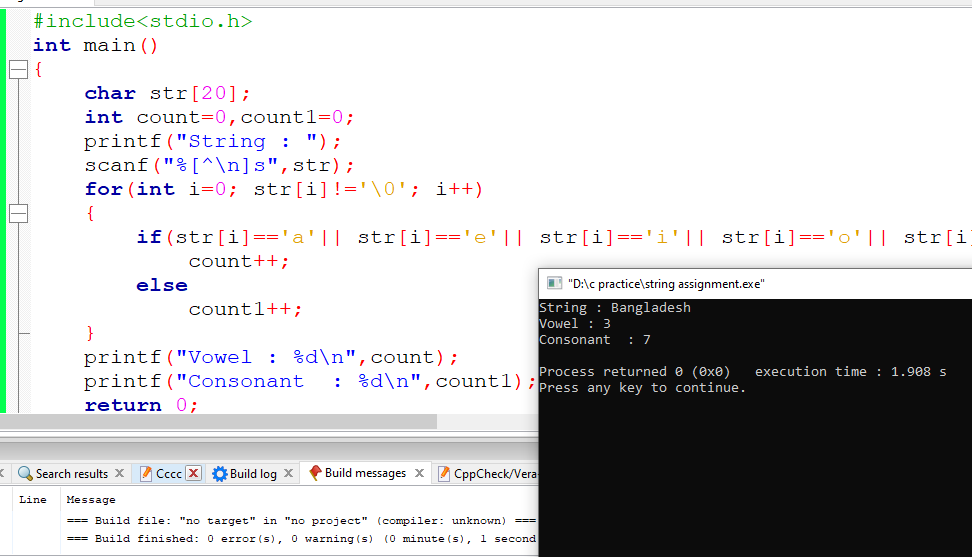 #include<stdio.h>
int main()
{
char str[20];
int count=0,count1=0;
printf("String : ");
scanf("%[^\n]s",str);
for(int i=0; str[i]!='\0'; i++)
{
if(str[i]=='a'|| str[i]=='e'|| str[i]=='i'|| str[i]=='o'|| str[i]
count++;
else
count1++;
}
printf("Vowel : %d\n",count);
printf("Consonant  : %d\n",count1);
return 0;
"D:\c practice\string assignment.exe"
String : Bangladesh
Vowel : 3
Consonant  : 7
Process returned 0 (0x0)   execution time : 1.908 s
Press any key to continue.
Search results Cccc Build log Build messages CppCheck/Vera
Line Message
=== Build file: "no target" in "no project" (compiler: unknown) ===
=== Build finished: 0 error(s), 0 warning(s) (0 minute(s), 1 second